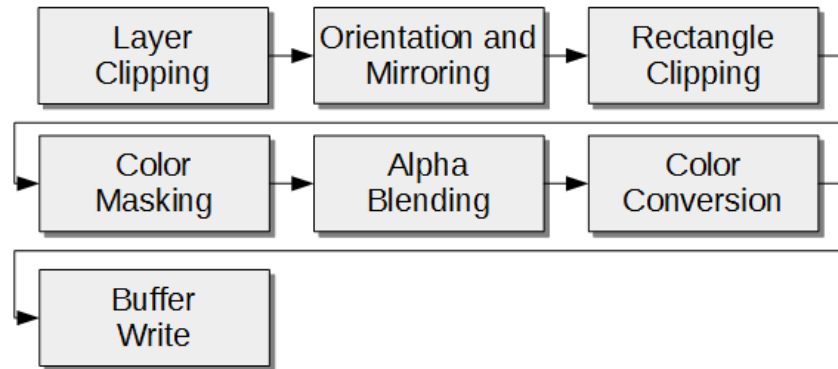 Layer
Clipping
Orientation and
Mirroring
Rectangle
Clipping
Color
Masking
Alpha
Blending
Color
Conversion
Buffer
Write